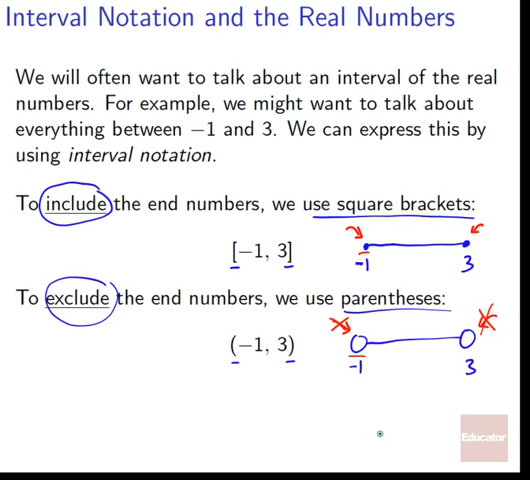 Interval Notation and the Real Numbers
We will often want to talk about an interval of the real
numbers. For example, we might want to talk about
everything between −1 and 3. We can express this by
using interval notation.
To include the end numbers, we use square brackets:
[−1, 3]
-1 3
To exclude the end numbers, we use parentheses:
(−1, 3)
-1 3
Educator